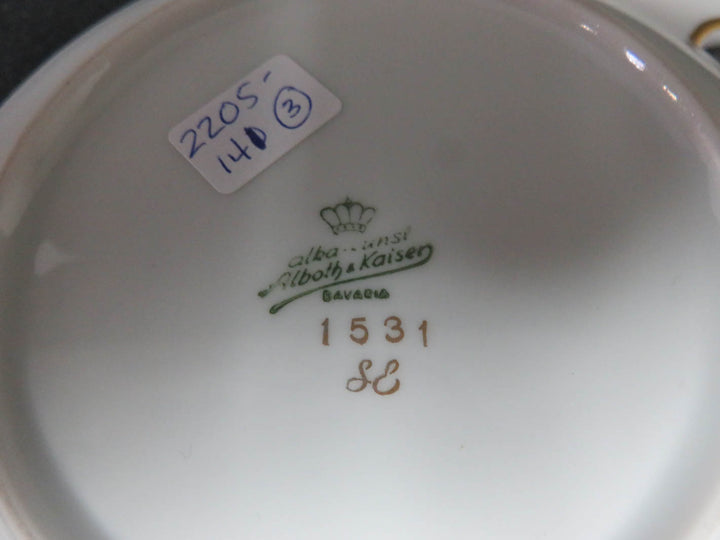 2205-
14 3
Alboth & Kaiser
BAVARIA
1531
SE